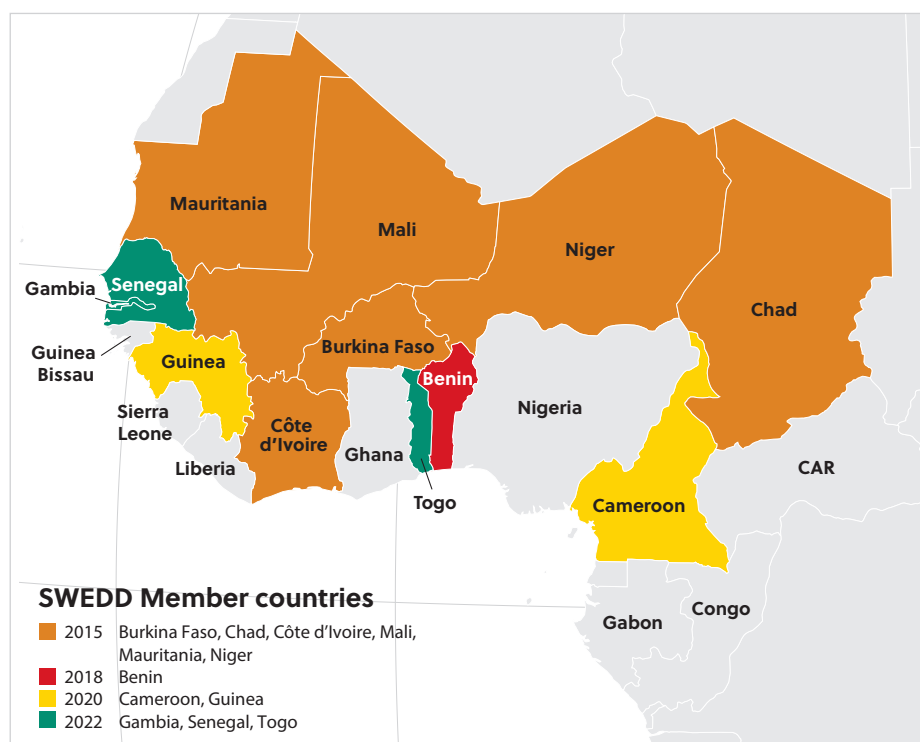 Mauritania
Mali
Niger
Chad
Gambia
Senegal
Guinea
Bissau
Guinea
Burkina Faso
Benin
Nigeria
Sierra
Leone
Liberia
Côte
d'Ivoire
Ghana
Togo
CAR
Cameroon
Gabon
Congo
SWEDD Member countries
2015 Burkina Faso, Chad, Côte d'Ivoire, Mali,
Mauritania, Niger
2018 Benin
2020 Cameroon, Guinea
2022 Gambia, Senegal, Togo